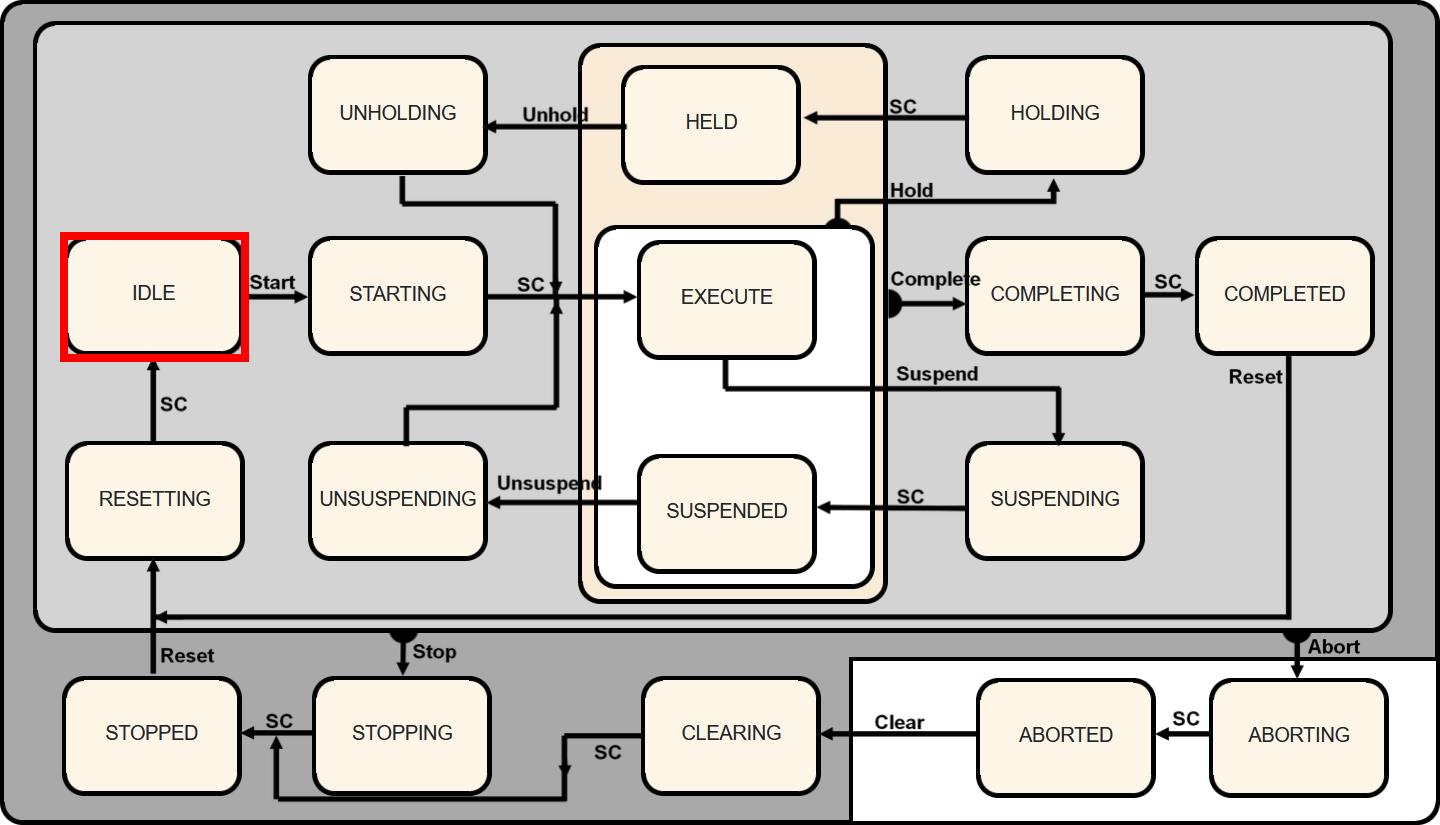 UNHOLDING
Unhold
HELD
SC
HOLDING
Hold
IDLE
Start
STARTING
SC
EXECUTE
Complete
COMPLETING
SC
COMPLETED
Suspend
Reset
SC
RESETTING
UNSUSPENDING
Unsuspend
SUSPENDED
SC
SUSPENDING
Reset
Stop
Abort
STOPPED
SC
STOPPING
SC
CLEARING
Clear
ABORTED
SC
ABORTING